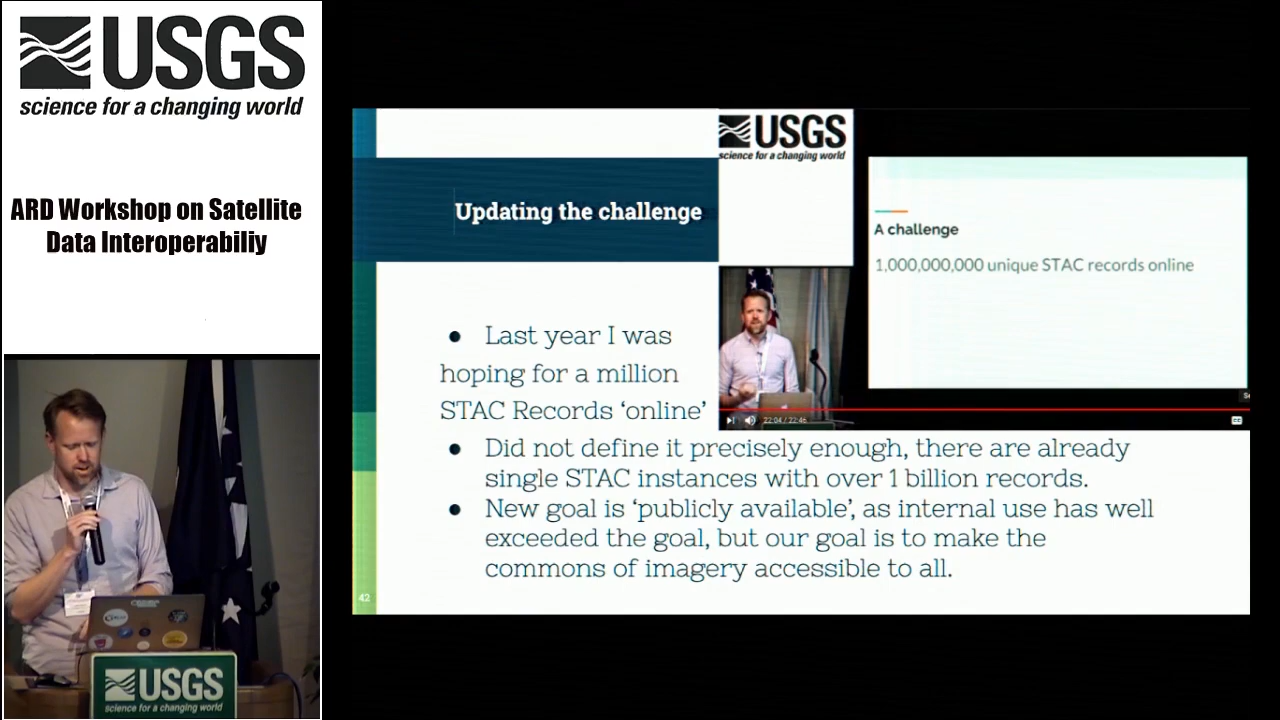 USGS
science for a changing world
ARD Workshop on Satellite
Data Interoperabiliy
USGS
science for a changing world
Updating the challenge
● Last year I was
hoping for a million
STAC Records ‘online’
● Did not define it precisely enough, there are already
single STAC instances with over 1 billion records.
● New goal is ‘publicly available’, as internal use has well
exceeded the goal, but our goal is to make the
commons of imagery accessible to all.
42
USGS
science for a changing world
A challenge
1,000,000,000 unique STAC records online
22:04 / 22:46